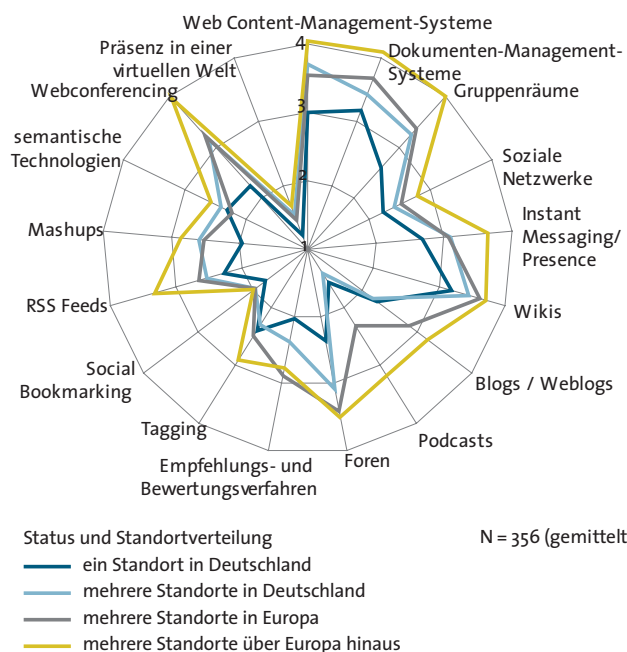 Web Content-Management-Systeme
Dokumenten-Management-
Systeme
Gruppenräume
Soziale
Netzwerke
Instant
Messaging/
Presence
Wikis
Blogs / Weblogs
Podcasts
Foren
Empfehlungs- und
Bewertungsverfahren
Tagging
Social
Bookmarking
RSS Feeds
Mashups
semantische
Technologien
Webconferencing
Präsenz in einer
virtuellen Welt
4
3
2
1
Status und Standortverteilung
N = 356 (gemittelt
ein Standort in Deutschland
mehrere Standorte in Deutschland
mehrere Standorte in Europa
mehrere Standorte über Europa hinaus